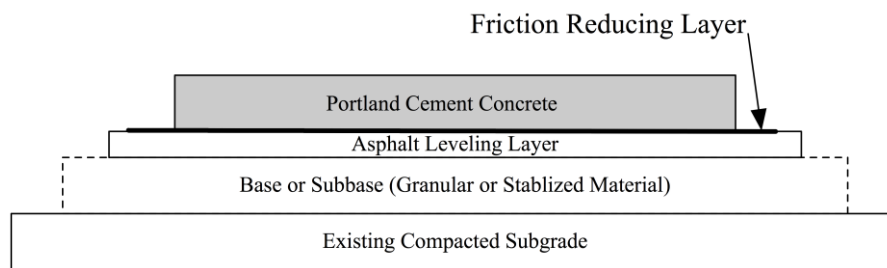 Friction Reducing Layer
Portland Cement Concrete
Asphalt Leveling Layer
Base or Subbase (Granular or Stablized Material)
Existing Compacted Subgrade